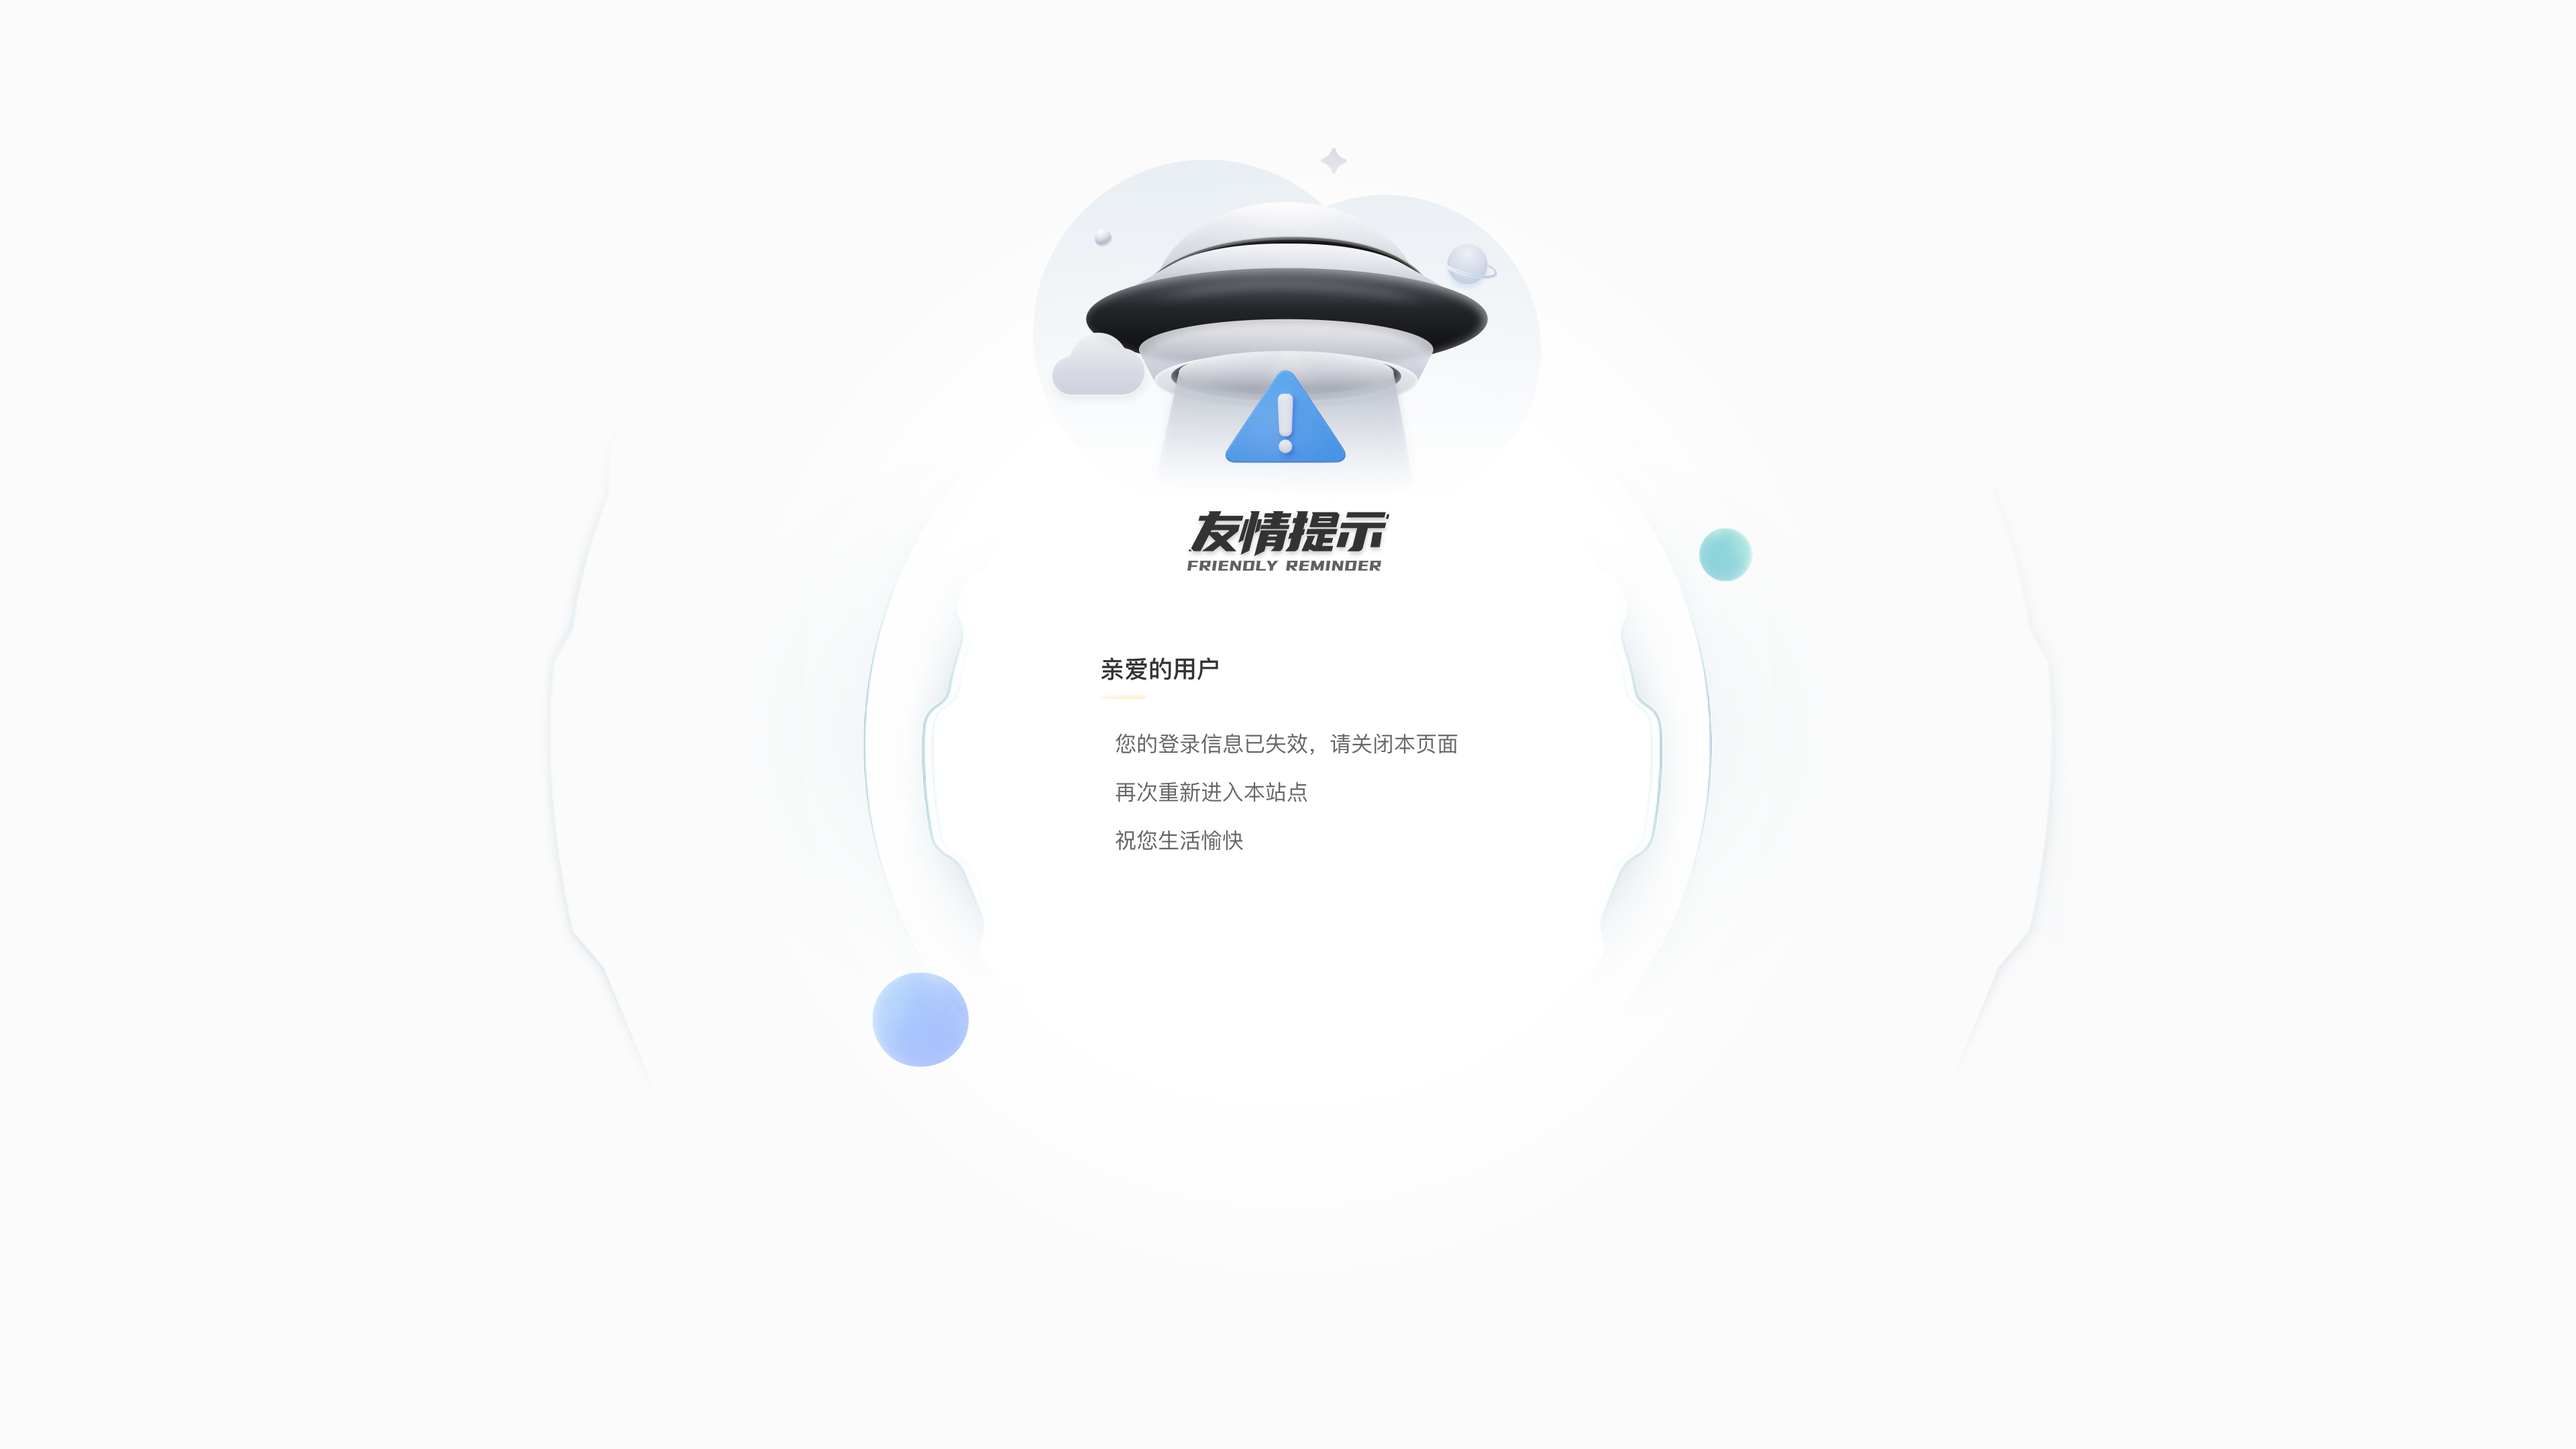 友情提示
FRIENDLY REMINDER
亲爱的用户
您的登录信息已失效，请关闭本页面
再次重新进入本站点
祝您生活愉快